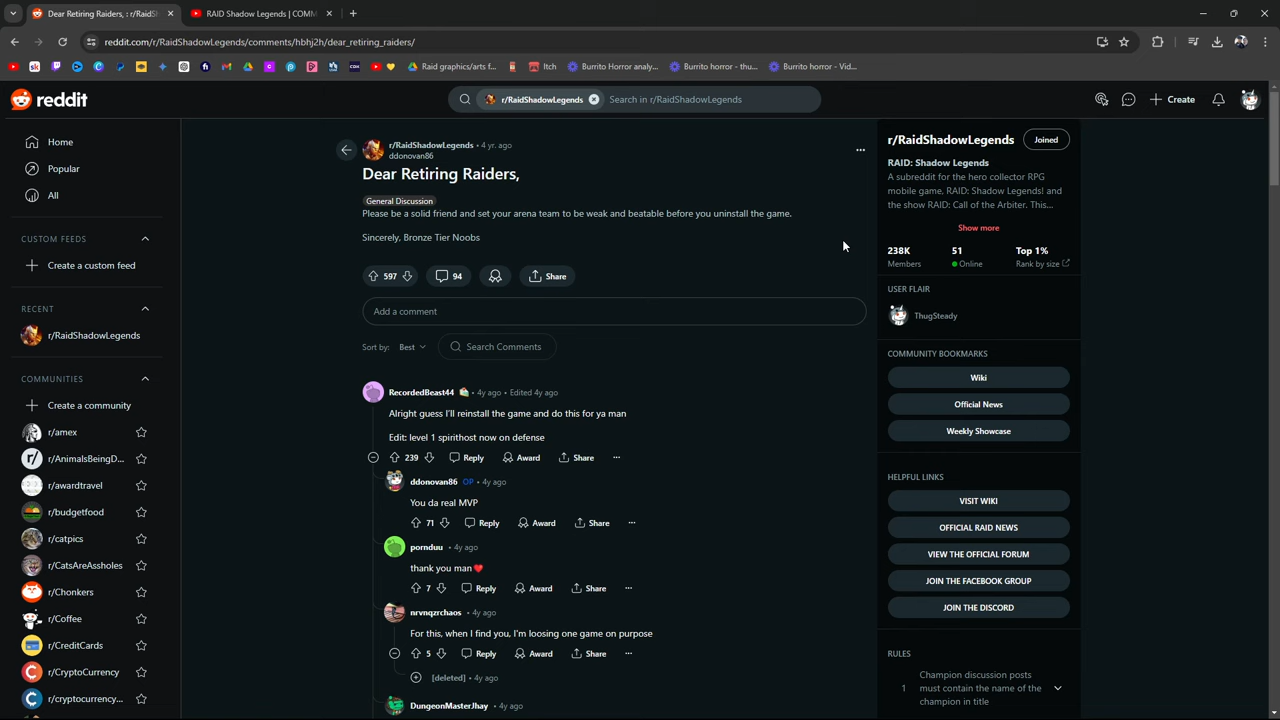 Dear Retiring Raiders, : r/RaidS
RAID Shadow Legends | COMM
reddit.com/r/RaidShadowLegends/comments/hbhj2h/dear_retiring_raiders/
Raid graphics/arts f...
Itch
Burrito Horror analy...
Burrito horror - thu...
Burrito horror - Vid...
reddit
r/RaidShadowLegends
Search in r/RaidShadowLegends
Create
Home
Popular
All
CUSTOM FEEDS
Create a custom feed
RECENT
r/RaidShadowLegends
COMMUNITIES
Create a community
r/amex
r/AnimalsBeingD...
r/awardtravel
r/budgetfood
r/catpics
r/CatsAreAssholes
r/Chonkers
r/Coffee
r/CreditCards
r/CryptoCurrency
r/cryptocurrency...
r/RaidShadowLegends • 4 yr. ago
ddonovan86
Dear Retiring Raiders,
General Discussion
Please be a solid friend and set your arena team to be weak and beatable before you uninstall the game.
Sincerely, Bronze Tier Noobs
597
94
Share
Add a comment
Sort by: Best
Search Comments
RecordedBeast44 • 4y ago • Edited 4y ago
Alright guess I'll reinstall the game and do this for ya man
Edit: level 1 spirithost now on defense
239 Reply Award Share
ddonovan86 OP • 4y ago
You da real MVP
71 Reply Award Share
pornduu • 4y ago
thank you man❤️
7 Reply Award Share
nrvnqzrchaos • 4y ago
For this, when I find you, I'm loosing one game on purpose
5 Reply Award Share
[deleted] • 4y ago
DungeonMasterJhay • 4y ago
r/RaidShadowLegends
Joined
RAID: Shadow Legends
A subreddit for the hero collector RPG
mobile game, RAID: Shadow Legends! and
the show RAID: Call of the Arbiter. This...
Show more
238K 51 Top 1%
Members Online Rank by size
USER FLAIR
ThugSteady
COMMUNITY BOOKMARKS
Wiki
Official News
Weekly Showcase
HELPFUL LINKS
VISIT WIKI
OFFICIAL RAID NEWS
VIEW THE OFFICIAL FORUM
JOIN THE FACEBOOK GROUP
JOIN THE DISCORD
RULES
1 Champion discussion posts
must contain the name of the
champion in title